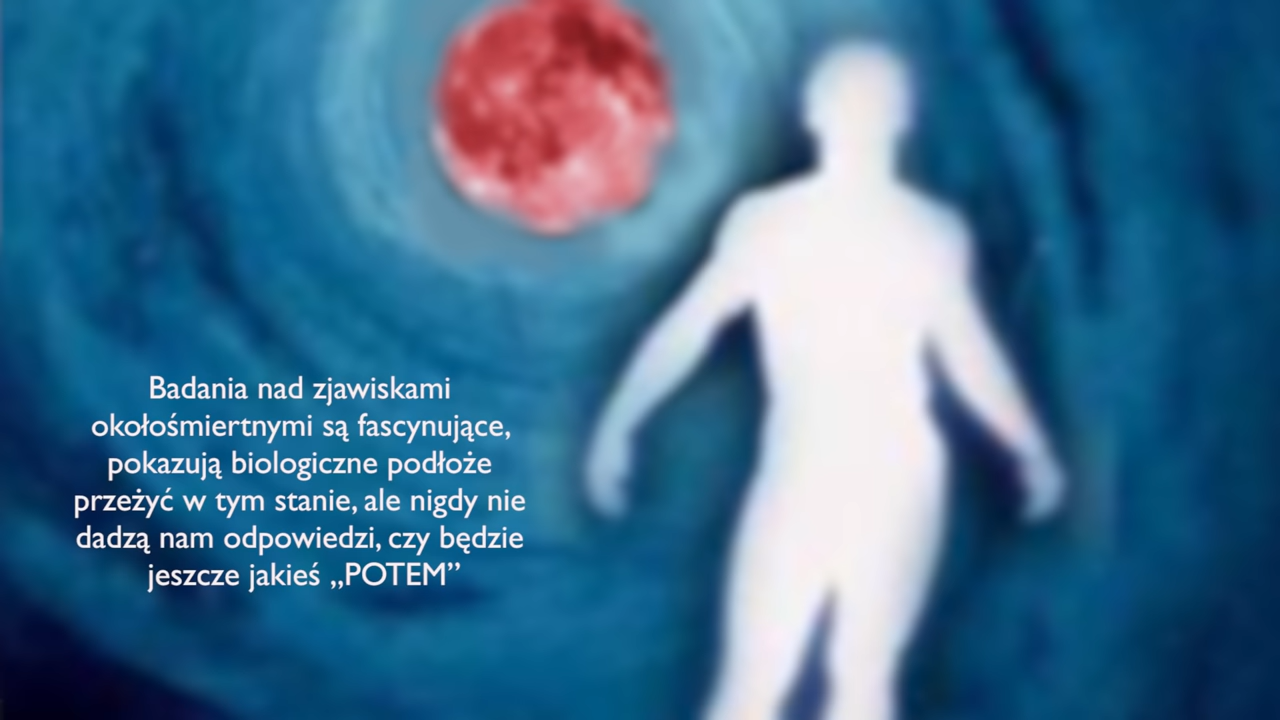 Badania nad zjawiskami
okołośmiertnymi są fascynujące,
pokazują biologiczne podłoże
przeżyć w tym stanie, ale nigdy nie
dadzą nam odpowiedzi, czy będzie
jeszcze jakieś „POTEM”